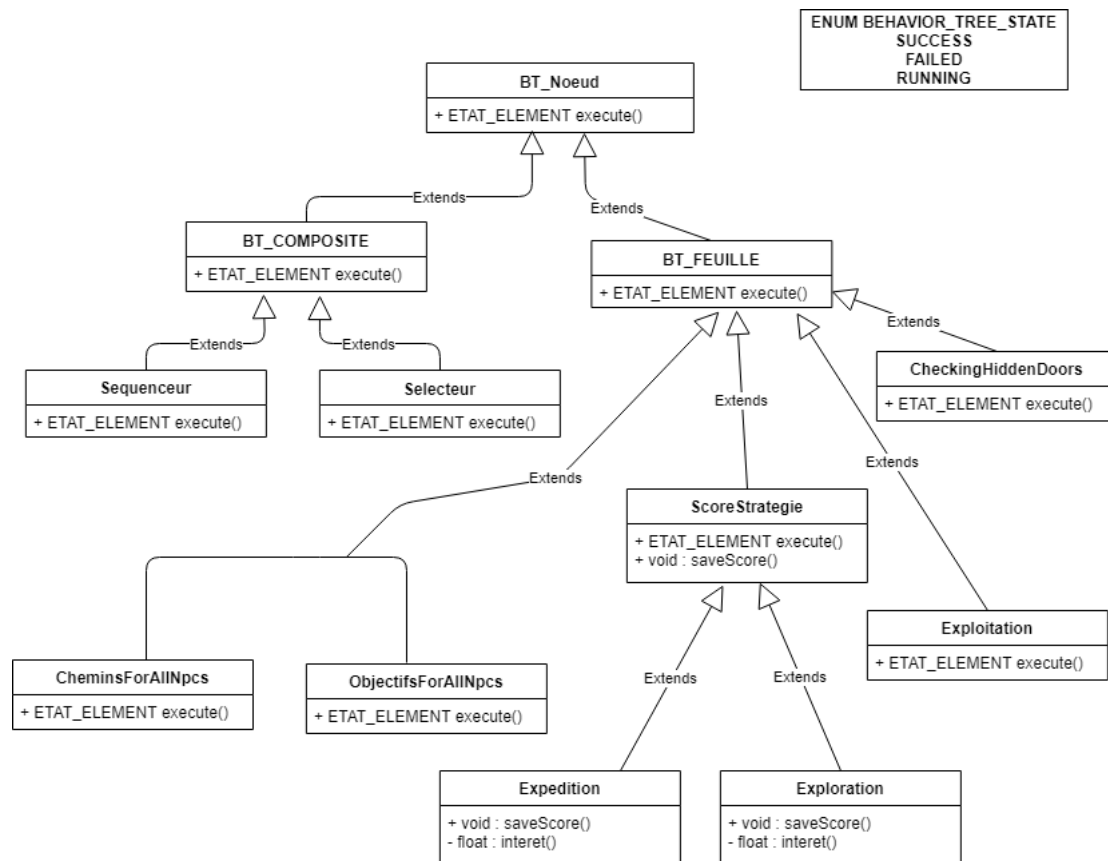 ENUM BEHAVIOR_TREE_STATE
SUCCESS
FAILED
RUNNING
BT_Noeud
+ ETAT_ELEMENT execute()
Extends
Extends
BT_COMPOSITE
+ ETAT_ELEMENT execute()
BT_FEUILLE
+ ETAT_ELEMENT execute()
Extends
Extends
Extends
Sequenceur
+ ETAT_ELEMENT execute()
Selecteur
+ ETAT_ELEMENT execute()
CheckingHiddenDoors
+ ETAT_ELEMENT execute()
Extends
Extends
Extends
ScoreStrategie
+ ETAT_ELEMENT execute()
+ void : saveScore()
Exploitation
+ ETAT_ELEMENT execute()
CheminsForAllNpcs
+ ETAT_ELEMENT execute()
ObjectifsForAllNpcs
+ ETAT_ELEMENT execute()
Extends
Extends
Expedition
+ void : saveScore()
- float : interet()
Exploration
+ void : saveScore()
- float : interet()